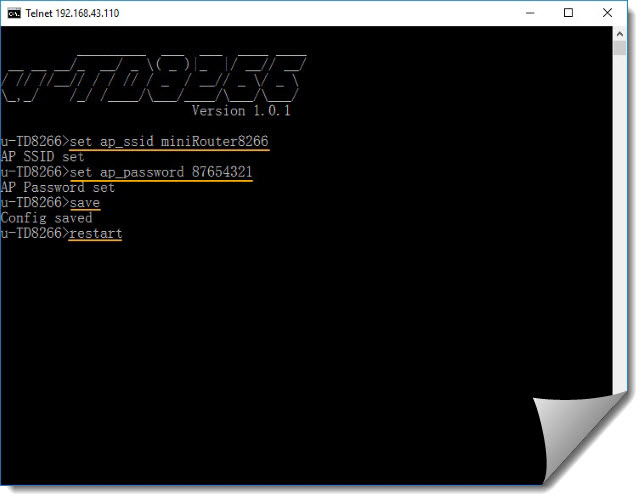 Telnet 192.168.43.110
u-TD8266
Version 1.0.1
u-TD8266>set ap_ssid miniRouter8266
AP SSID set
u-TD8266>set ap_password 87654321
AP Password set
u-TD8266>save
Config saved
u-TD8266>restart